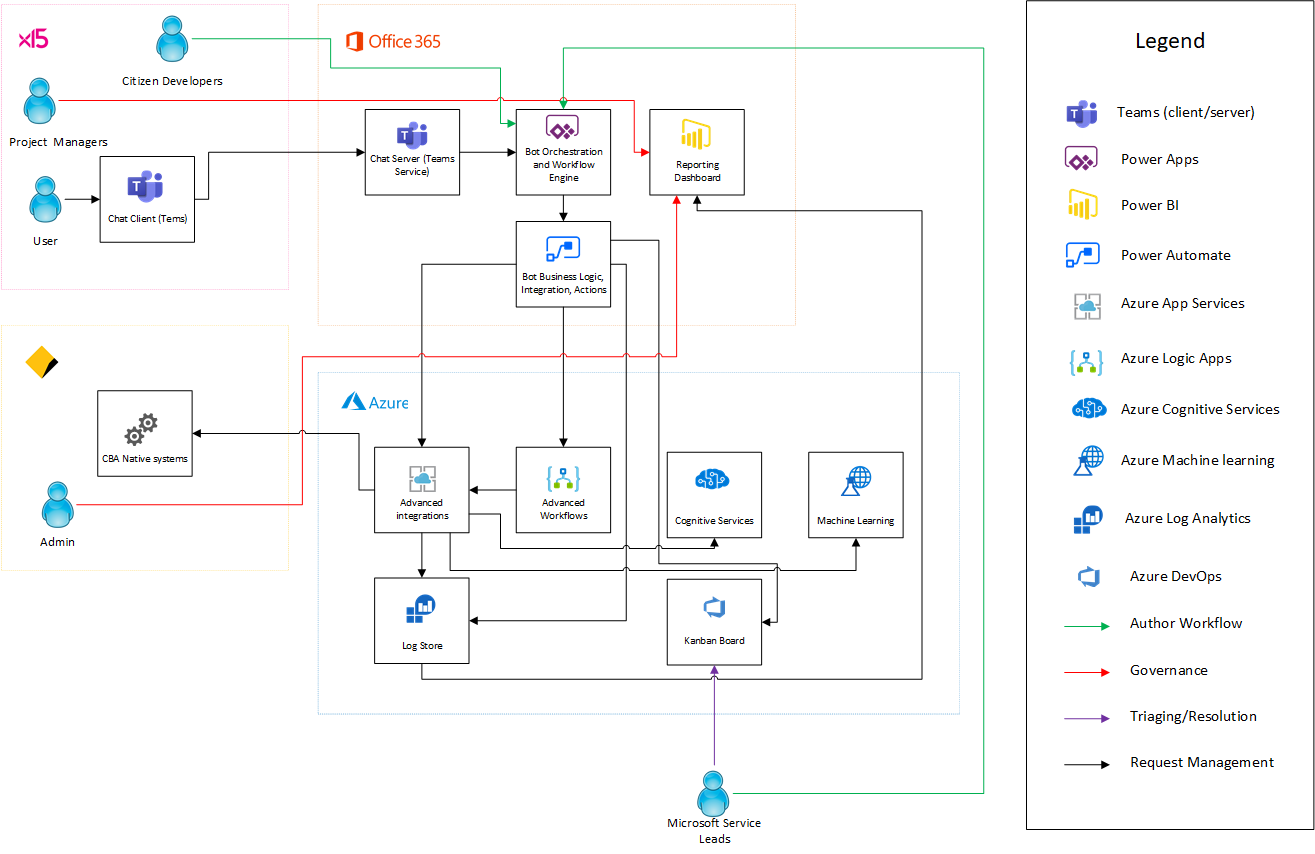 x15
Citizen Developers
Project Managers
User
Chat Client (Tems)
Office 365
Chat Server (Teams
Service)
Bot Orchestration
and Workflow
Engine
Reporting
Dashboard
Bot Business Logic,
Integration, Actions
CBA Native systems
Admin
Azure
Advanced
integrations
Advanced
Workflows
Cognitive Services
Machine Learning
Log Store
Kanban Board
Microsoft Service
Leads
Legend
Teams (client/server)
Power Apps
Power BI
Power Automate
Azure App Services
Azure Logic Apps
Azure Cognitive Services
Azure Machine learning
Azure Log Analytics
Azure DevOps
Author Workflow
Governance
Triaging/Resolution
Request Management